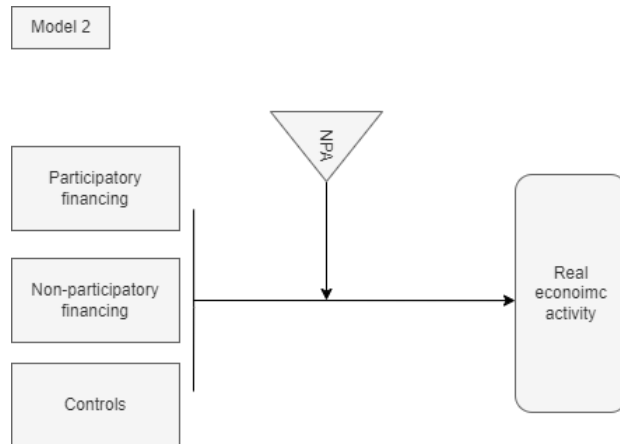 Model 2
NPA
Participatory
financing
Non-participatory
financing
Controls
Real
econoimc
activity